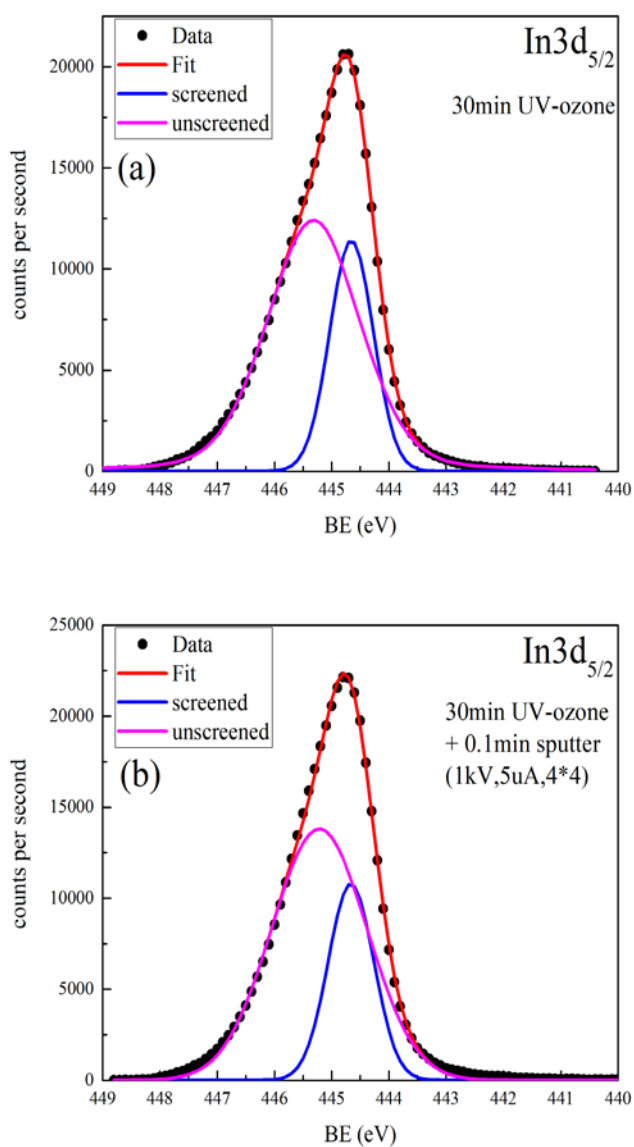 In3d5/2
Data
Fit
screened
unscreened
30min UV-ozone
(a)
20000
15000
10000
5000
0
counts per second
449 448 447 446 445 444 443 442 441 440
BE (eV)
25000
In3d5/2
Data
Fit
screened
unscreened
30min UV-ozone
+ 0.1min sputter
(1kV,5uA,4*4)
(b)
20000
15000
10000
5000
0
counts per second
449 448 447 446 445 444 443 442 441 440
BE (eV)